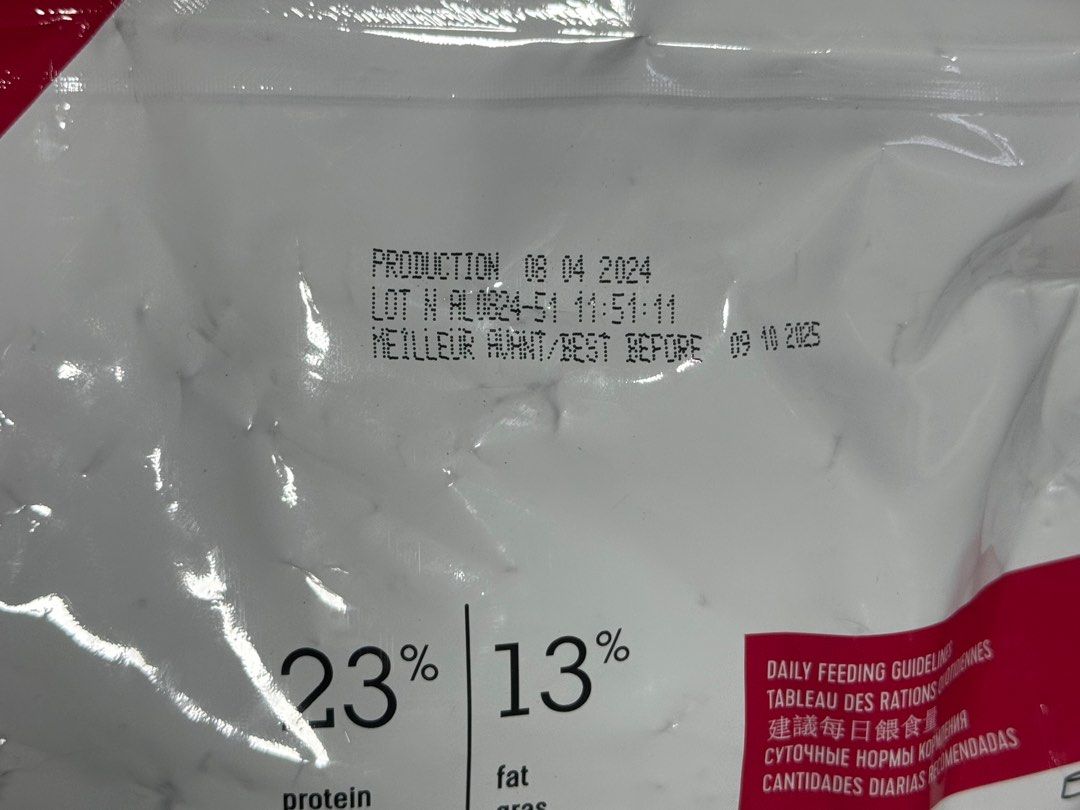 PRODUCTION 08 04 2024
LOT N AL0824-51 11:51:11
MEILLEUR AVANT/BEST BEFORE 09 10 2025
23%
protein
13%
fat
gras
DAILY FEEDING GUIDELINES
TABLEAU DES RATIONS QUOTIDIENNES
建議每日餵食量
СУТОЧНЫЕ НОРМЫ КОРМЛЕНИЯ
CANTIDADES DIARIAS RECOMENDADAS